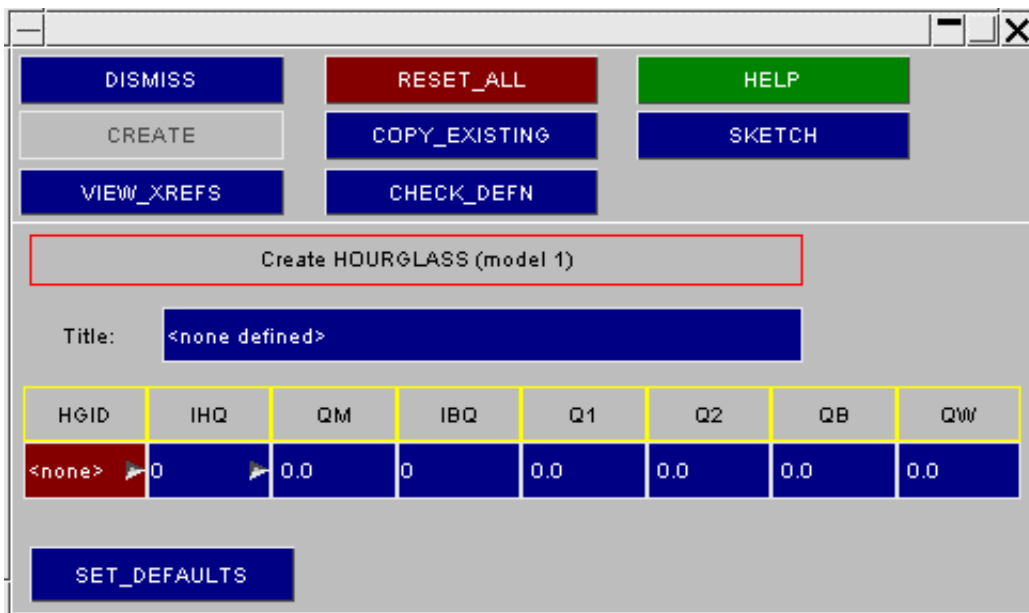 DISMISS RESET_ALL HELP
CREATE COPY_EXISTING SKETCH
VIEW_XREFS CHECK_DEFN
Create HOURGLASS (model 1)
Title: <none defined>
HGID IHQ QM IBQ Q1 Q2 QB QW
<none> 0 0.0 0 0.0 0.0 0.0 0.0
SET_DEFAULTS